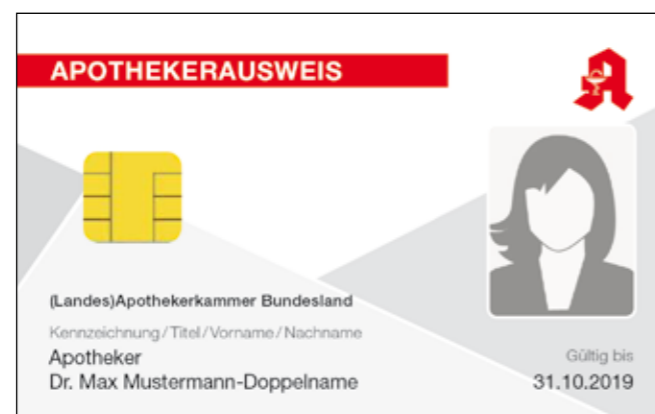 APOTHEKERAUSWEIS
(Landes)Apothekerkammer Bundesland
Kennzeichnung/Titel/Vorname/Nachname
Apotheker
Dr. Max Mustermann-Doppelname
Gültig bis
31.10.2019